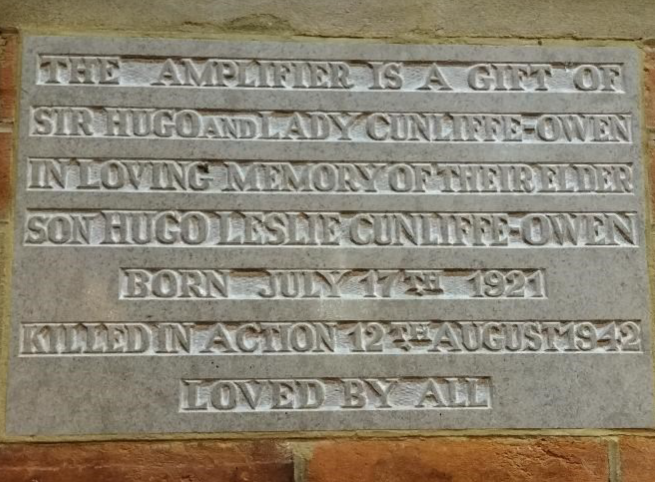 THE AMPLIFIER IS A GIFT OF
SIR HUGO AND LADY CUNLIFFE-OWEN
IN LOVING MEMORY OF THEIR ELDER
SON HUGO LESLIE CUNLIFFE-OWEN
BORN JULY 17TH 1921
KILLED IN ACTION 12TH AUGUST 1942
LOVED BY ALL